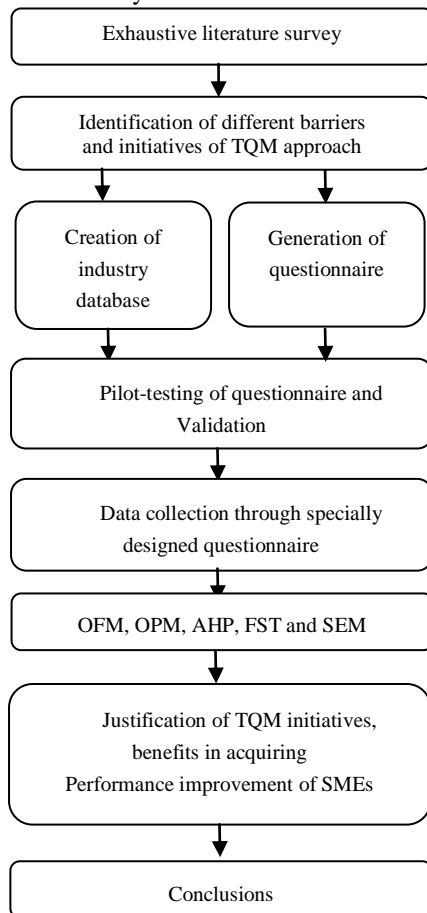 Exhaustive literature survey
Identification of different barriers
and initiatives of TQM approach
Creation of
industry
database
Generation of
questionnaire
Pilot-testing of questionnaire and
Validation
Data collection through specially
designed questionnaire
OFM, OPM, AHP, FST and SEM
Justification of TQM initiatives,
benefits in acquiring
Performance improvement of SMEs
Conclusions